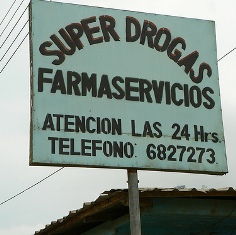 SUPER DROGAS
FARMASERVICIOS
ATENCION LAS 24 Hrs.
TELEFONO 6827273